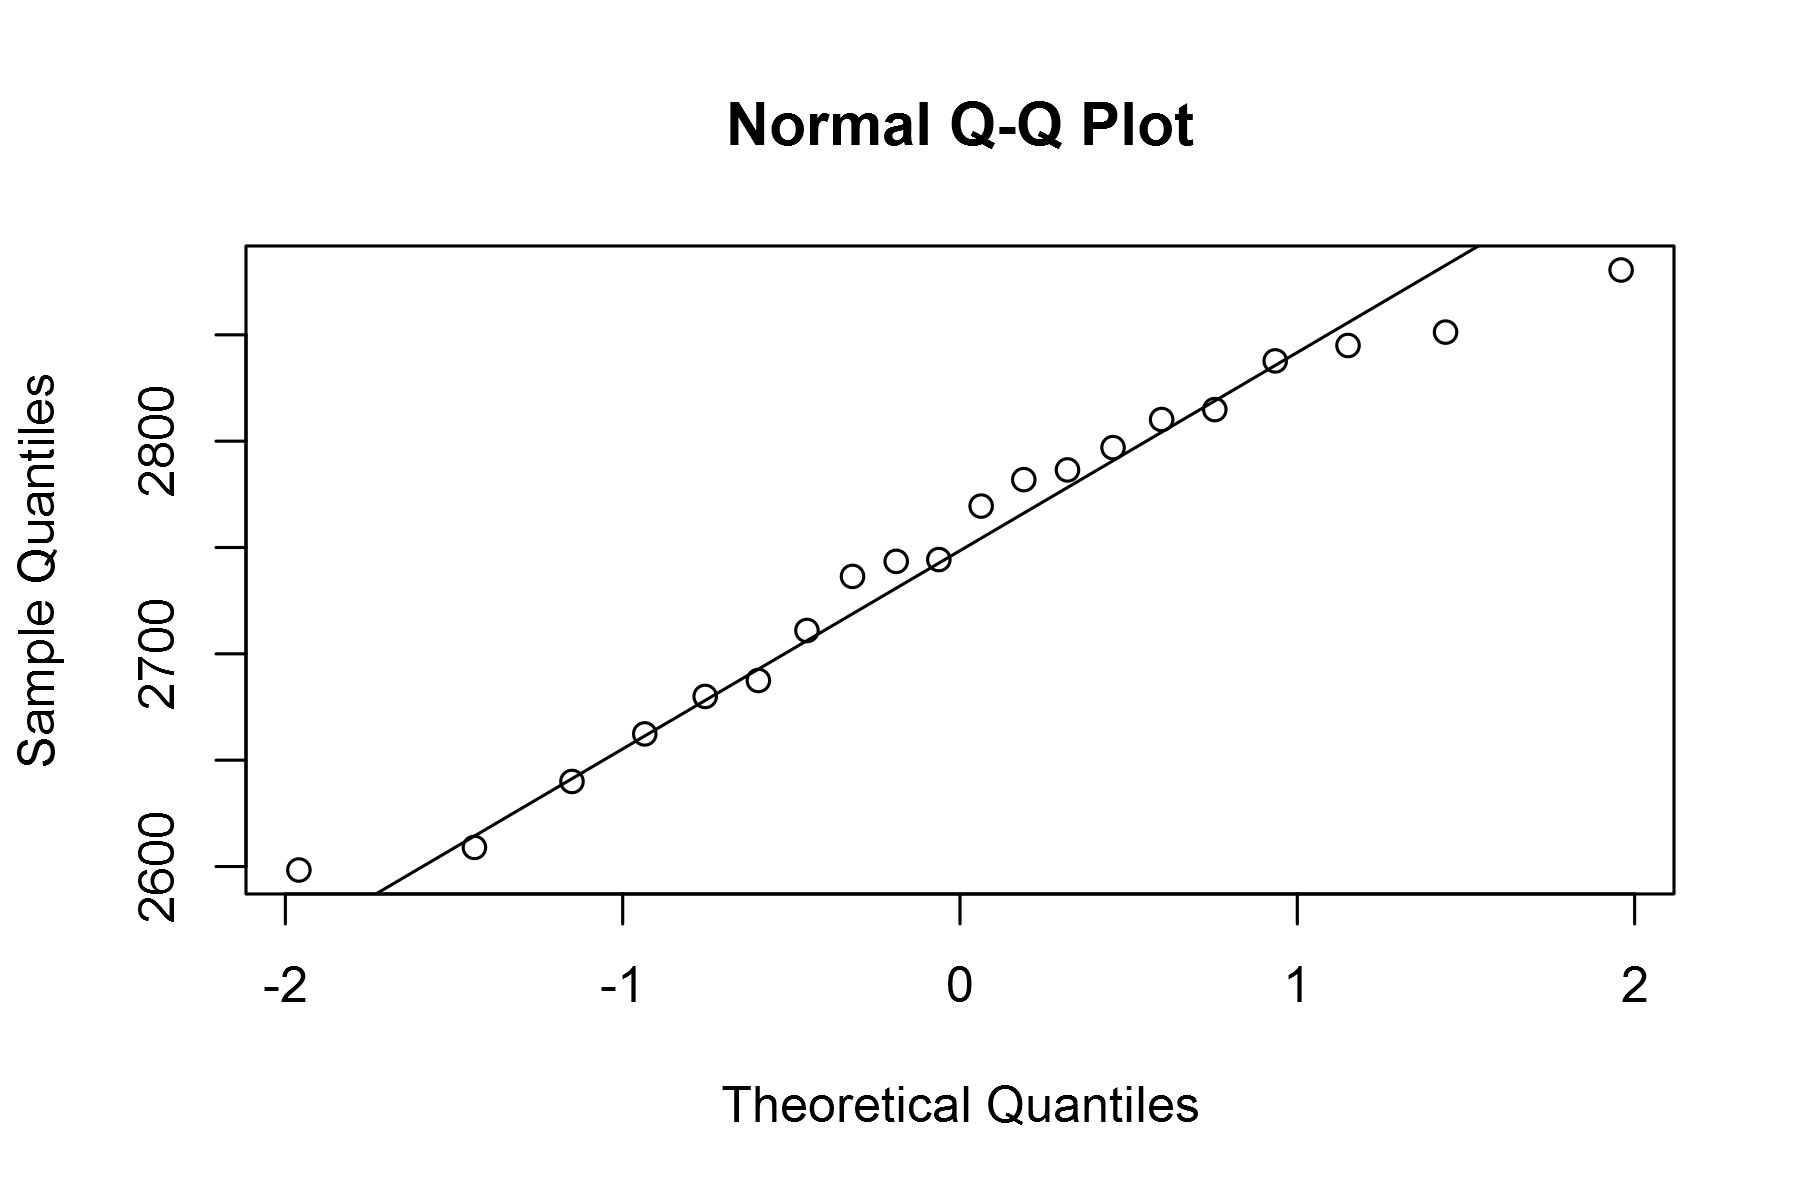 Normal Q-Q Plot
Sample Quantiles
2800
2700
2600
-2 -1 0 1 2
Theoretical Quantiles